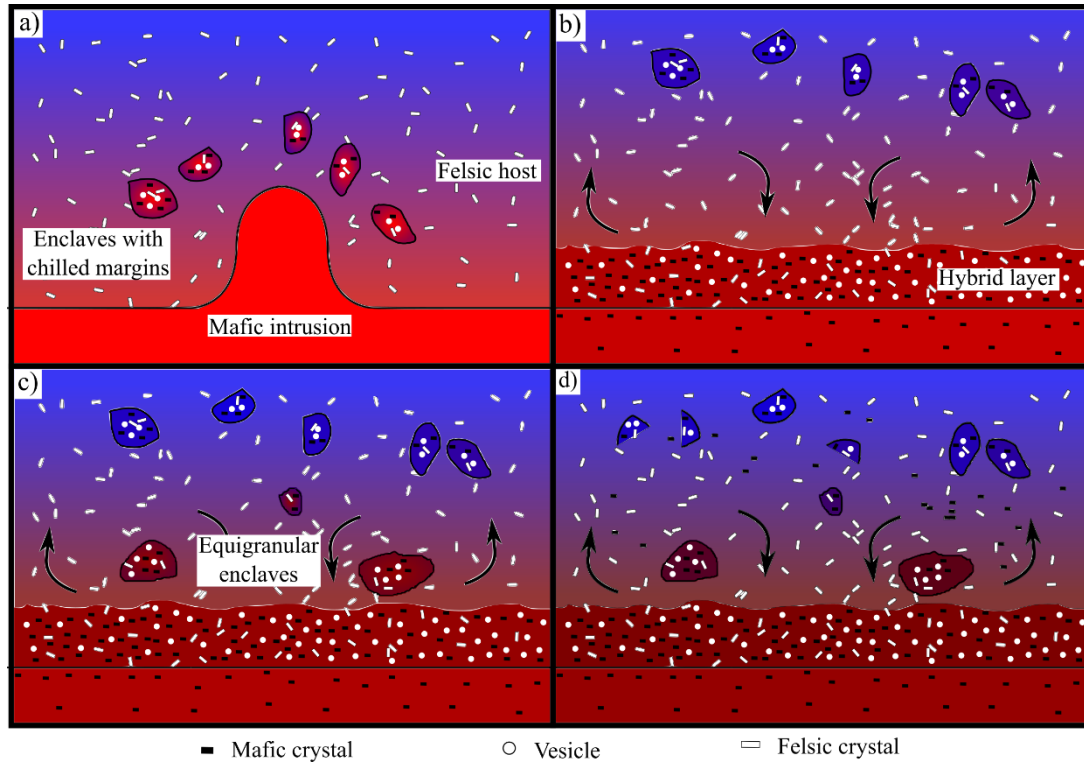 a)
Felsic host
Enclaves with
chilled margins
Mafic intrusion
b)
Hybrid layer
c)
Equigranular
enclaves
d)
Mafic crystal
Vesicle
Felsic crystal